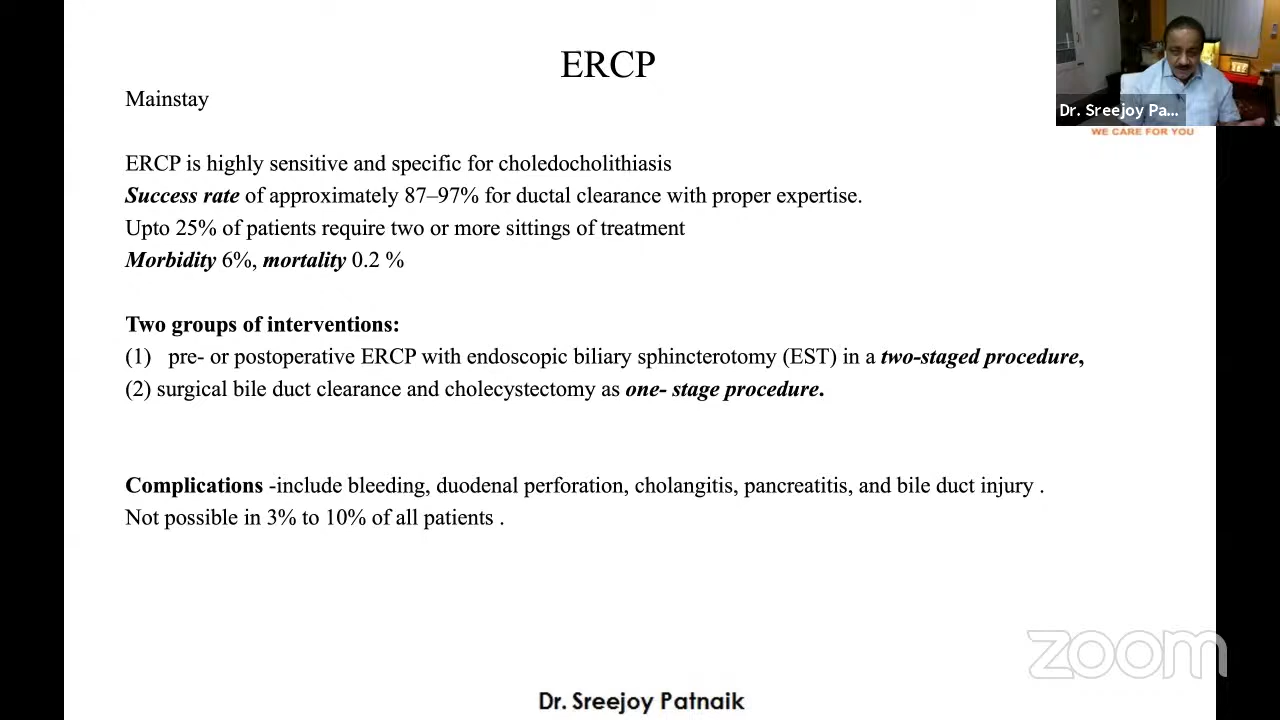 ERCP
Mainstay
ERCP is highly sensitive and specific for choledocholithiasis
Success rate of approximately 87–97% for ductal clearance with proper expertise.
Upto 25% of patients require two or more sittings of treatment
Morbidity 6%, mortality 0.2 %
Two groups of interventions:
(1) pre- or postoperative ERCP with endoscopic biliary sphincterotomy (EST) in a two-staged procedure,
(2) surgical bile duct clearance and cholecystectomy as one- stage procedure.
Complications -include bleeding, duodenal perforation, cholangitis, pancreatitis, and bile duct injury .
Not possible in 3% to 10% of all patients .
Dr. Sreejoy Pa...
WE CARE FOR YOU
zoom
Dr. Sreejoy Patnaik